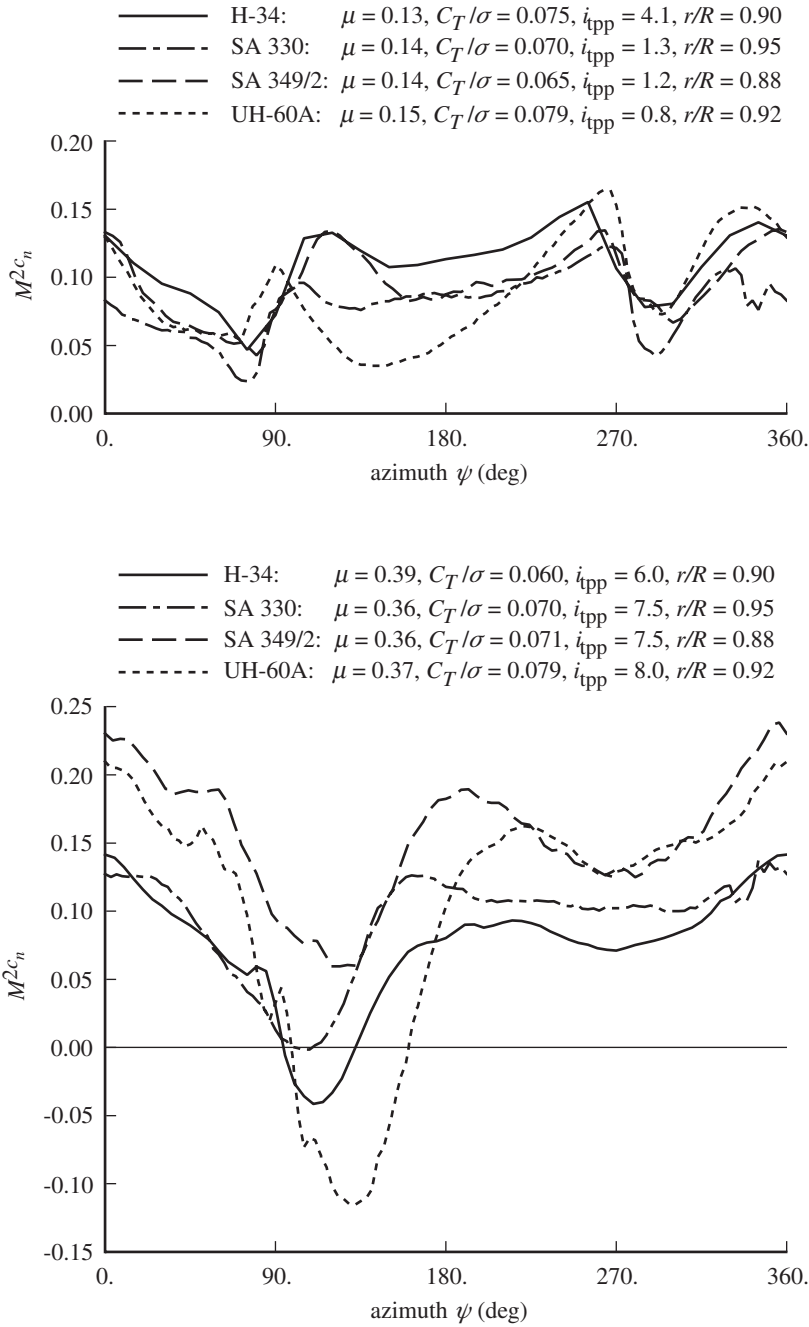 H-34: μ = 0.13, C_T/σ = 0.075, i_tpp = 4.1, r/R = 0.90
SA 330: μ = 0.14, C_T/σ = 0.070, i_tpp = 1.3, r/R = 0.95
SA 349/2: μ = 0.14, C_T/σ = 0.065, i_tpp = 1.2, r/R = 0.88
UH-60A: μ = 0.15, C_T/σ = 0.079, i_tpp = 0.8, r/R = 0.92
0.20
0.15
0.10
0.05
0.00
M^2c_n
0. 90. 180. 270. 360.
azimuth ψ (deg)
H-34: μ = 0.39, C_T/σ = 0.060, i_tpp = 6.0, r/R = 0.90
SA 330: μ = 0.36, C_T/σ = 0.070, i_tpp = 7.5, r/R = 0.95
SA 349/2: μ = 0.36, C_T/σ = 0.071, i_tpp = 7.5, r/R = 0.88
UH-60A: μ = 0.37, C_T/σ = 0.079, i_tpp = 8.0, r/R = 0.92
0.25
0.20
0.15
0.10
0.05
0.00
-0.05
-0.10
-0.15
M^2c_n
0. 90. 180. 270. 360.
azimuth ψ (deg)